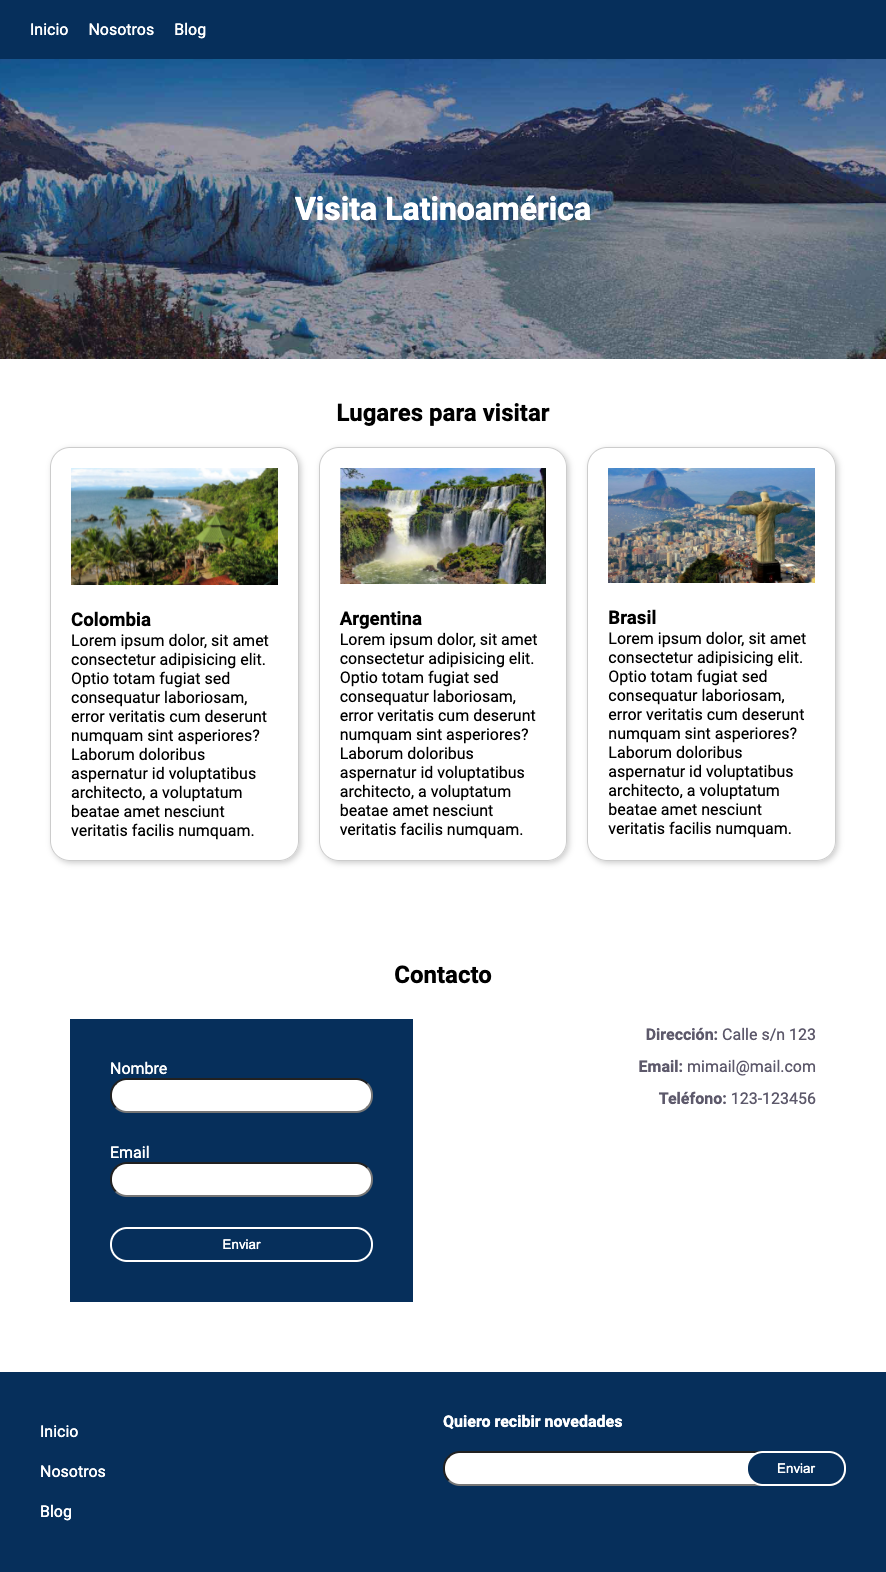 Inicio Nosotros Blog
Visita Latinoamérica
Lugares para visitar
Colombia
Lorem ipsum dolor, sit amet
consectetur adipisicing elit.
Optio totam fugiat sed
consequatur laboriosam,
error veritatis cum deserunt
numquam sint asperiores?
Laborum doloribus
aspernatur id voluptatibus
architecto, a voluptatum
beatae amet nesciunt
veritatis facilis numquam.
Argentina
Lorem ipsum dolor, sit amet
consectetur adipisicing elit.
Optio totam fugiat sed
consequatur laboriosam,
error veritatis cum deserunt
numquam sint asperiores?
Laborum doloribus
aspernatur id voluptatibus
architecto, a voluptatum
beatae amet nesciunt
veritatis facilis numquam.
Brasil
Lorem ipsum dolor, sit amet
consectetur adipisicing elit.
Optio totam fugiat sed
consequatur laboriosam,
error veritatis cum deserunt
numquam sint asperiores?
Laborum doloribus
aspernatur id voluptatibus
architecto, a voluptatum
beatae amet nesciunt
veritatis facilis numquam.
Contacto
Nombre
Email
Enviar
Dirección: Calle s/n 123
Email: mimail@mail.com
Teléfono: 123-123456
Inicio
Nosotros
Blog
Quiero recibir novedades
Enviar